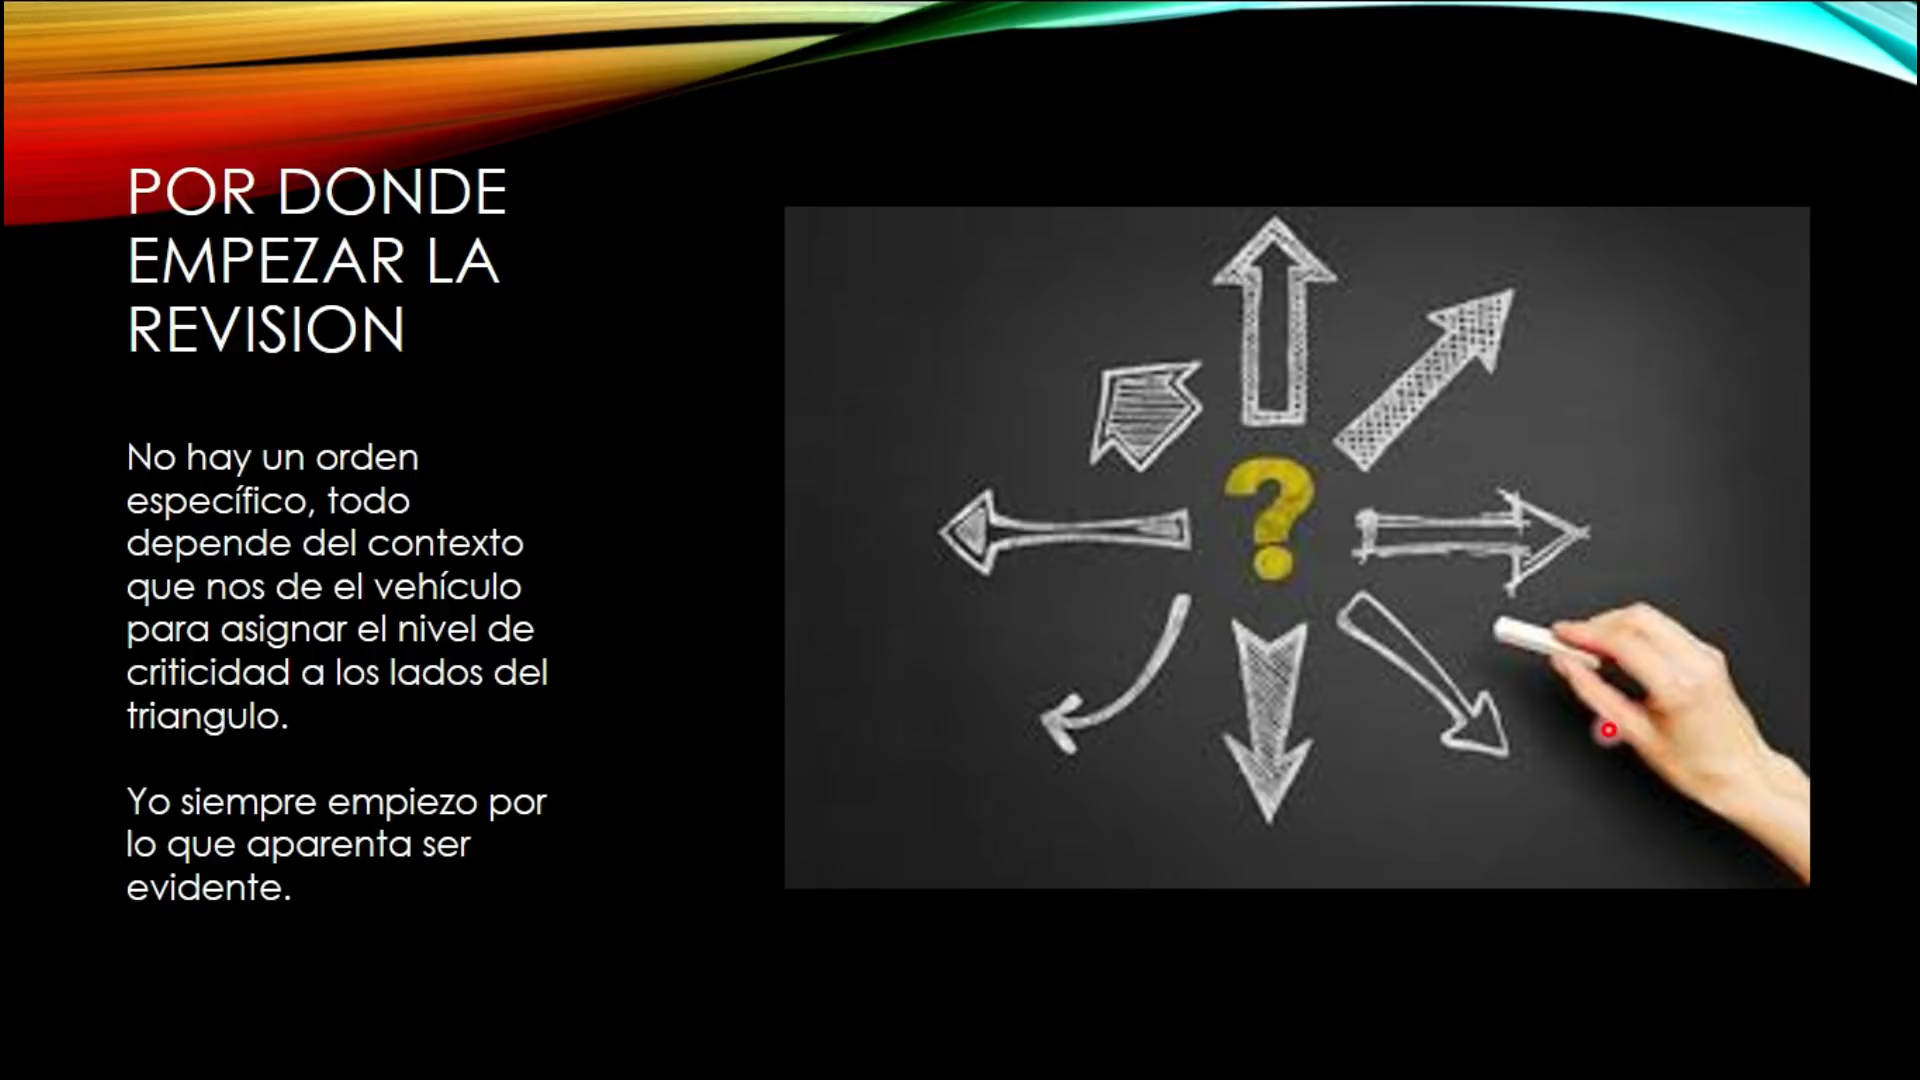 POR DONDE
EMPEZAR LA
REVISION
No hay un orden
específico, todo
depende del contexto
que nos de el vehículo
para asignar el nivel de
criticidad a los lados del
triangulo.
Yo siempre empiezo por
lo que aparenta ser
evidente.
?